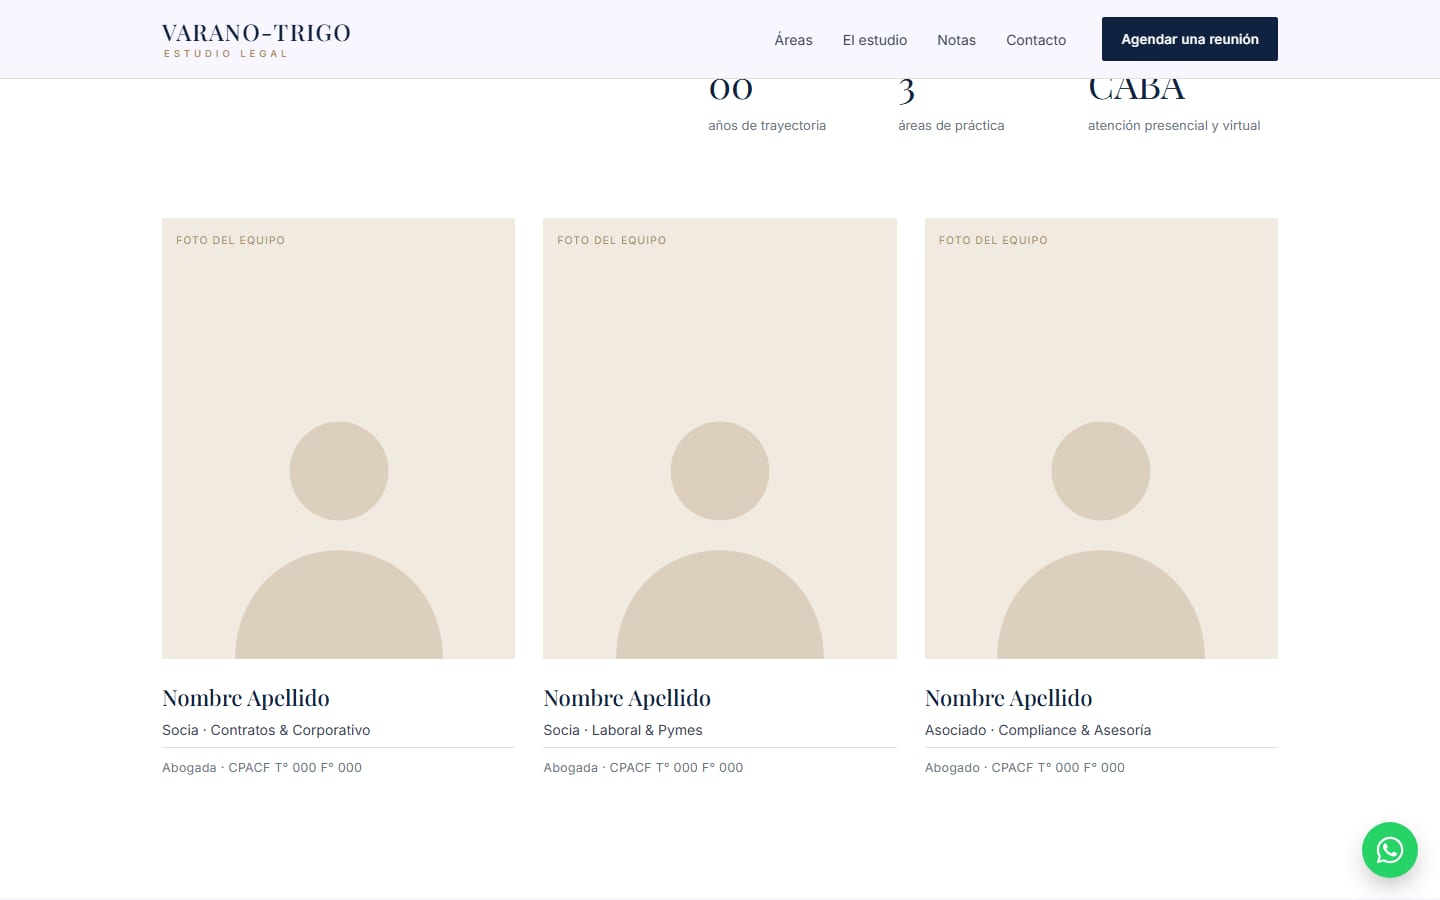 VARANO-TRIGO
ESTUDIO LEGAL
Áreas
El estudio
Notas
Contacto
Agendar una reunión
00
3
CABA
años de trayectoria
áreas de práctica
atención presencial y virtual
FOTO DEL EQUIPO
FOTO DEL EQUIPO
FOTO DEL EQUIPO
Nombre Apellido
Socia · Contratos & Corporativo
Abogada · CPACF T° 000 F° 000
Nombre Apellido
Socia · Laboral & Pymes
Abogada · CPACF T° 000 F° 000
Nombre Apellido
Asociado · Compliance & Asesoría
Abogado · CPACF T° 000 F° 000